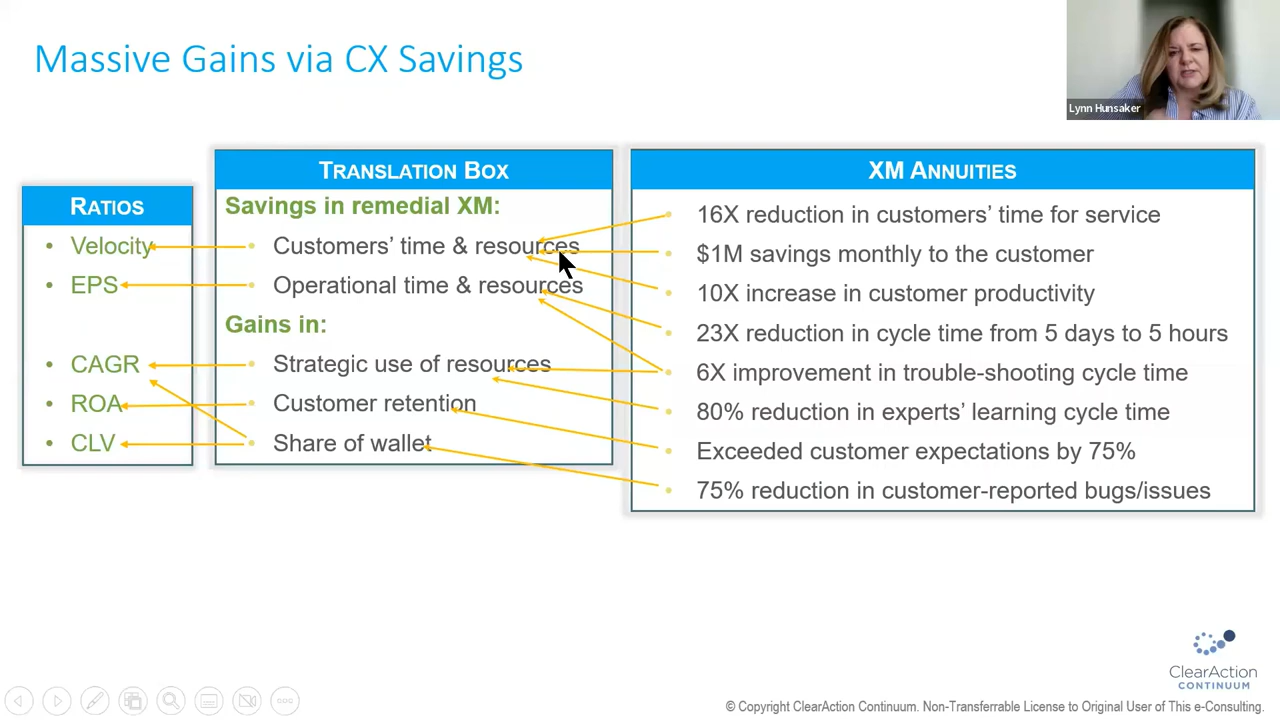 Massive Gains via CX Savings
Lynn Hunsaker
RATIOS
• Velocity
• EPS
• CAGR
• ROA
• CLV
TRANSLATION BOX
Savings in remedial XM:
• Customers’ time & resources
• Operational time & resources
Gains in:
• Strategic use of resources
• Customer retention
• Share of wallet
XM ANNUITIES
• 16X reduction in customers’ time for service
• $1M savings monthly to the customer
• 10X increase in customer productivity
• 23X reduction in cycle time from 5 days to 5 hours
• 6X improvement in trouble-shooting cycle time
• 80% reduction in experts’ learning cycle time
• Exceeded customer expectations by 75%
• 75% reduction in customer-reported bugs/issues
ClearAction
CONTINUUM
© Copyright ClearAction Continuum. Non-Transferrable License to Original User of This e-Consulting.